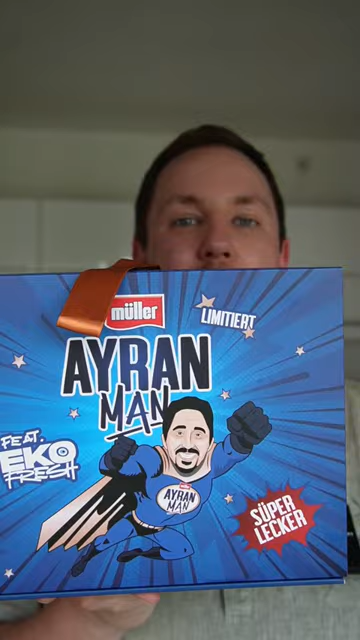 müller
LIMITIERT
AYRAN
MAN
FEAT.
EKO
FRESH
AYRAN
MAN
SÜPER
LECKER